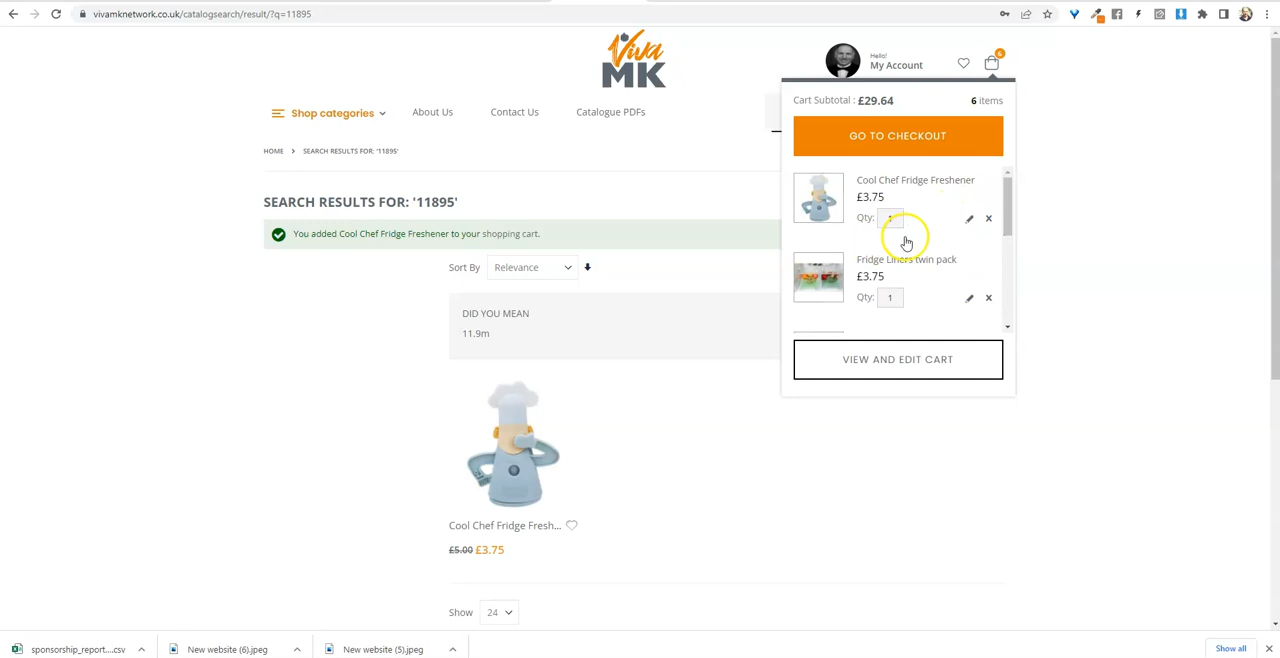 vivamknetwork.co.uk/catalogsearch/result/?q=11895
Viva
MK
Hello!
My Account
6
Shop categories
About Us
Contact Us
Catalogue PDFs
HOME > SEARCH RESULTS FOR: '11895'
SEARCH RESULTS FOR: '11895'
You added Cool Chef Fridge Freshener to your shopping cart.
Sort By Relevance
DID YOU MEAN
11.9m
Cool Chef Fridge Fresh...
£5.00 £3.75
Show 24
Cart Subtotal : £29.64 6 items
GO TO CHECKOUT
Cool Chef Fridge Freshener
£3.75
Qty: 1
Fridge Liners twin pack
£3.75
Qty: 1
VIEW AND EDIT CART
sponsorship_report....csv
New website (6).jpeg
New website (5).jpeg
Show all